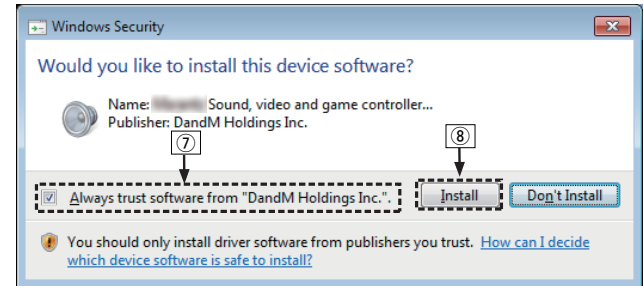 Windows Security
Would you like to install this device software?
Name: Sound, video and game controller...
Publisher: DandM Holdings Inc.
⑦
⑧
Always trust software from "DandM Holdings Inc.".
Install
Don't Install
You should only install driver software from publishers you trust. How can I decide
which device software is safe to install?